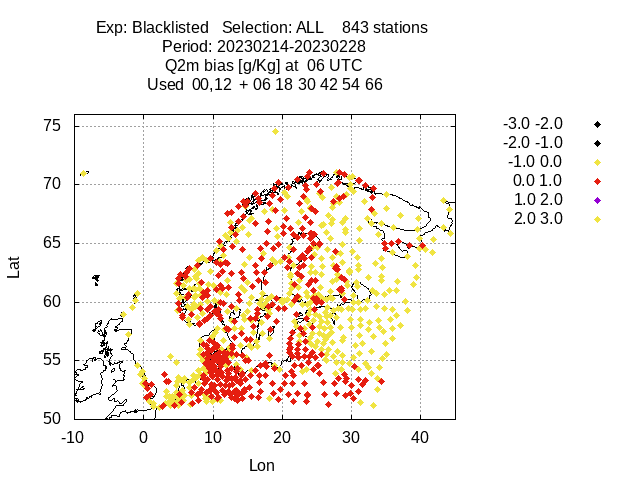 Exp: Blacklisted Selection: ALL 843 stations
Period: 20230214-20230228
Q2m bias [g/Kg] at 06 UTC
Used 00,12 + 06 18 30 42 54 66
-3.0 -2.0
-2.0 -1.0
-1.0 0.0
0.0 1.0
1.0 2.0
2.0 3.0
75
70
65
60
55
50
Lat
-10 0 10 20 30 40
Lon